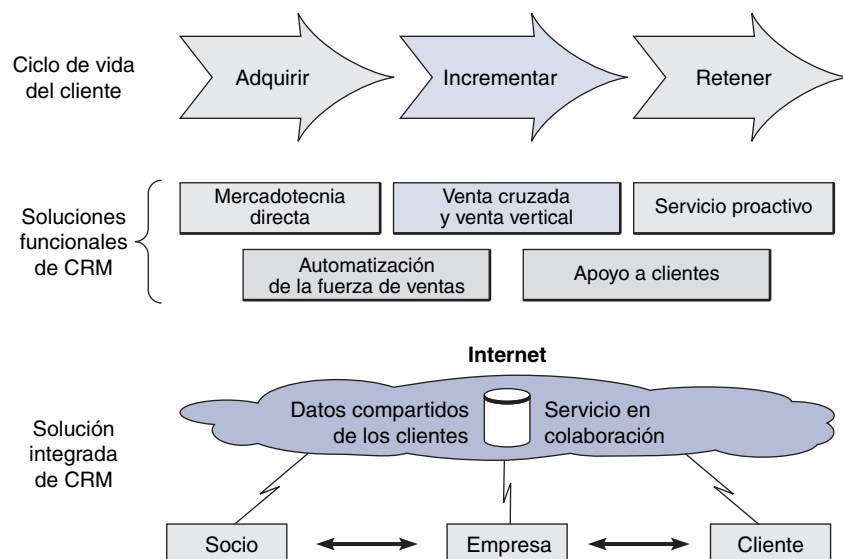 Ciclo de vida
del cliente
Adquirir
Incrementar
Retener
Soluciones
funcionales
de CRM
Mercadotecnia
directa
Venta cruzada
y venta vertical
Servicio proactivo
Automatización
de la fuerza de ventas
Apoyo a clientes
Solución
integrada
de CRM
Internet
Datos compartidos
de los clientes
Servicio en
colaboración
Socio
Empresa
Cliente